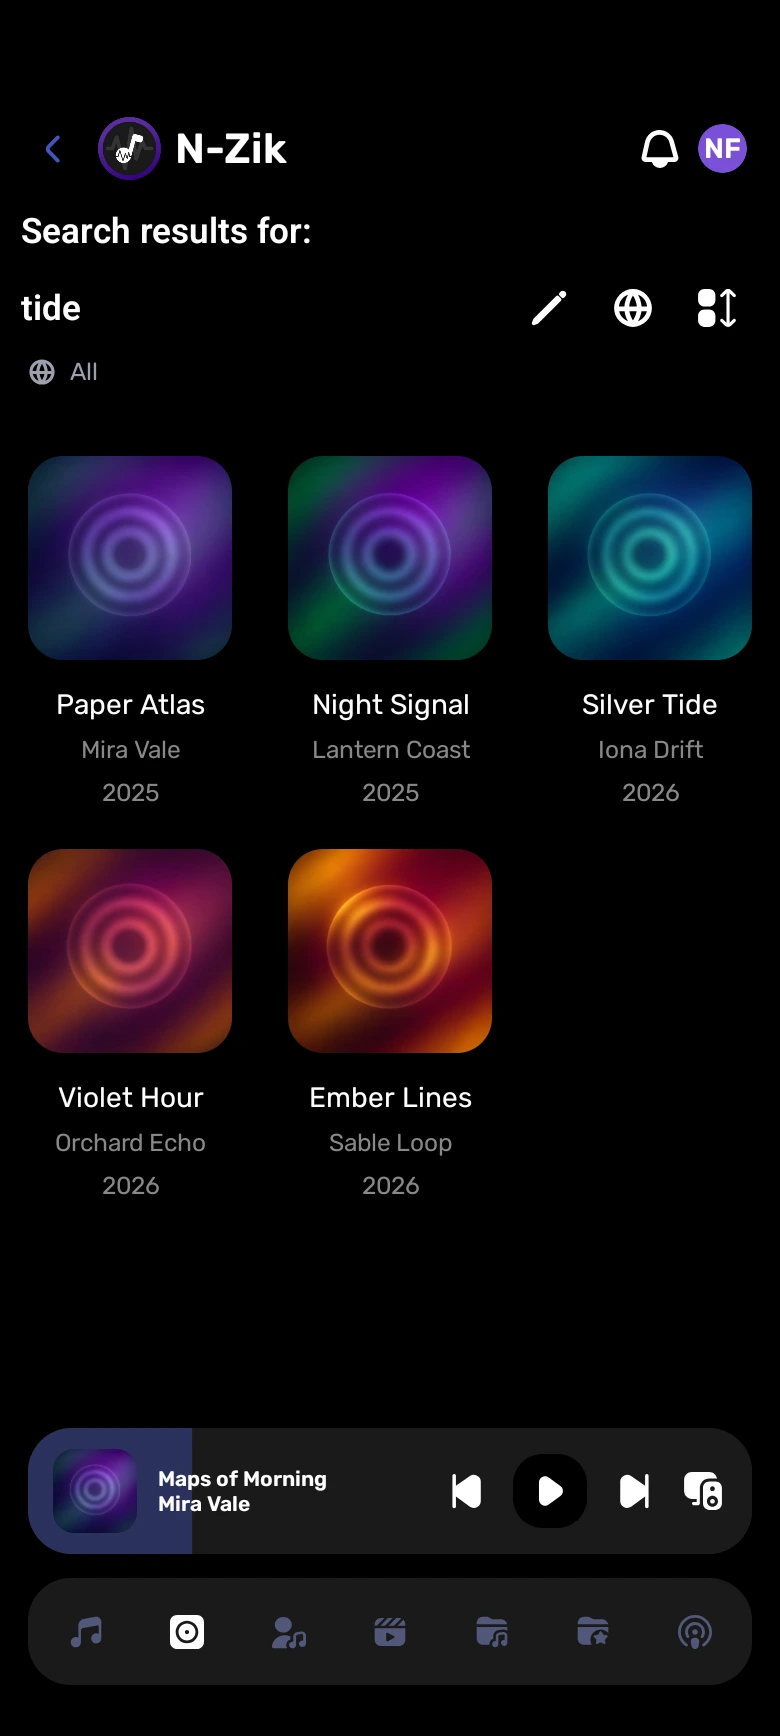 N-Zik
NF
Search results for:
tide
All
Paper Atlas
Mira Vale
2025
Night Signal
Lantern Coast
2025
Silver Tide
Iona Drift
2026
Violet Hour
Orchard Echo
2026
Ember Lines
Sable Loop
2026
Maps of Morning
Mira Vale